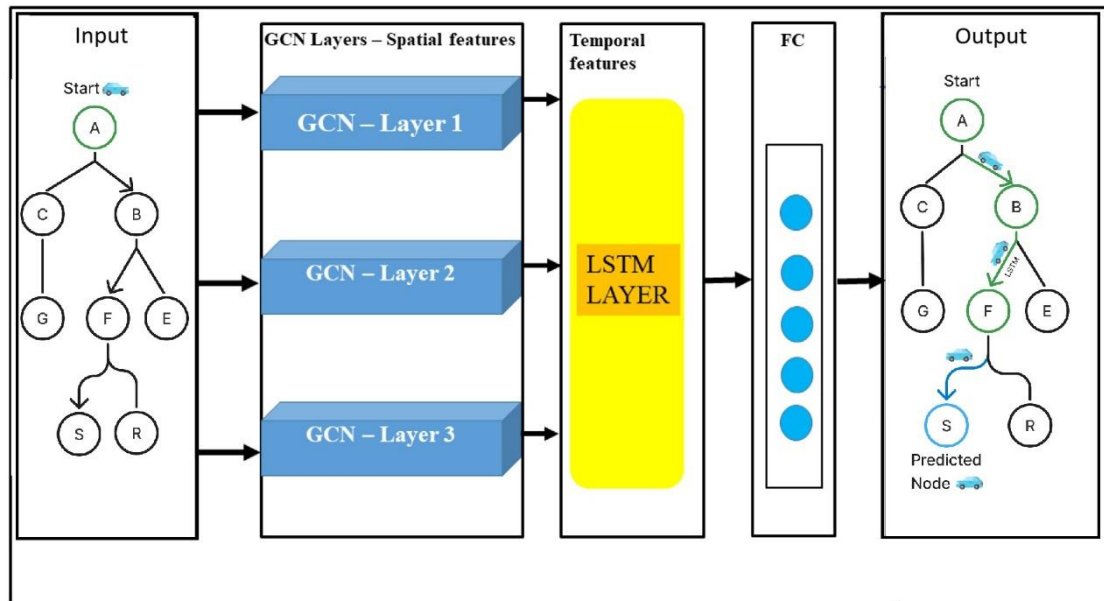 Input
Start
A
C
B
G
F
E
S
R
GCN Layers – Spatial features
GCN – Layer 1
GCN – Layer 2
GCN – Layer 3
Temporal
features
LSTM
LAYER
FC
Output
Start
A
C
B
LSTM
G
F
E
S
R
Predicted
Node